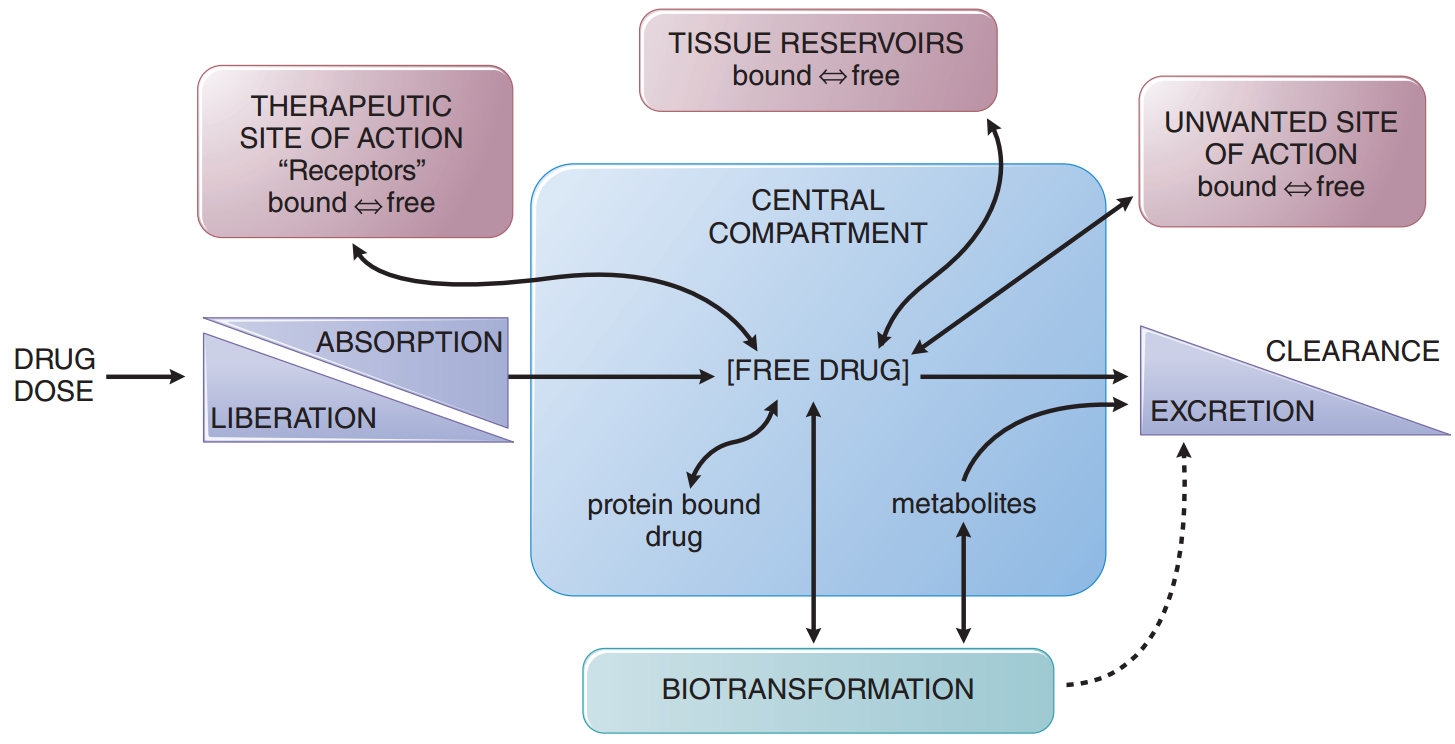 TISSUE RESERVOIRS
bound ⇔ free
THERAPEUTIC
SITE OF ACTION
“Receptors”
bound ⇔ free
UNWANTED SITE
OF ACTION
bound ⇔ free
CENTRAL
COMPARTMENT
DRUG
DOSE
ABSORPTION
LIBERATION
[FREE DRUG]
CLEARANCE
EXCRETION
protein bound
drug
metabolites
BIOTRANSFORMATION